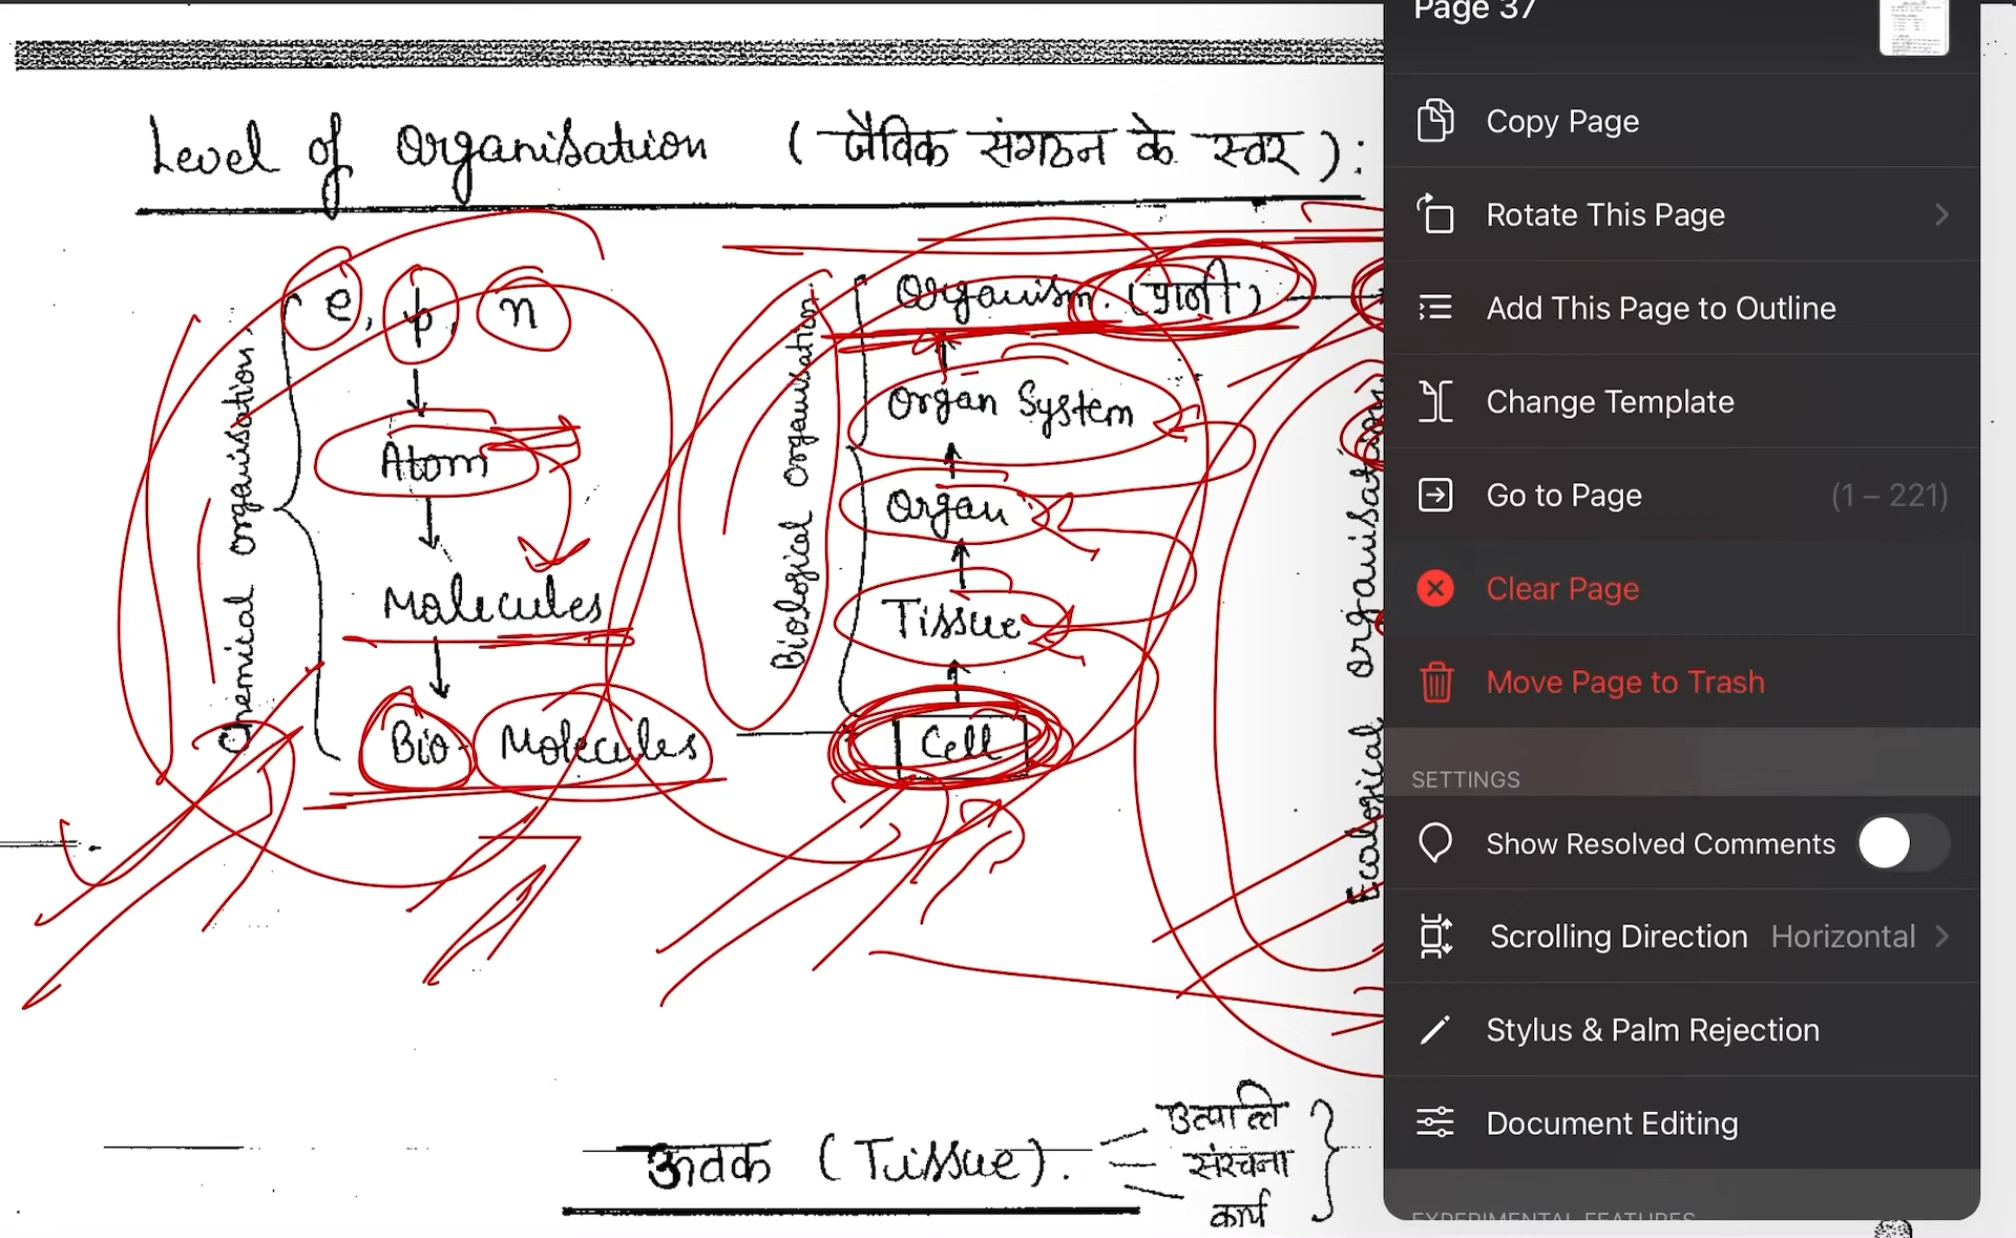 Level of Organisation ( जैविक संगठन के स्तर ):
Chemical organisation.
e, p, n
Atom
Molecules
Bio-Molecules
Biological organisation
Organism. (प्राणी)
Organ System
Organ
Tissue
Cell
Ecological organisation
ऊतक (Tissue).
उत्पत्ति
संरचना
कार्य
Page 37
Copy Page
Rotate This Page
Add This Page to Outline
Change Template
Go to Page (1 – 221)
Clear Page
Move Page to Trash
SETTINGS
Show Resolved Comments
Scrolling Direction Horizontal
Stylus & Palm Rejection
Document Editing
EXPERIMENTAL FEATURES